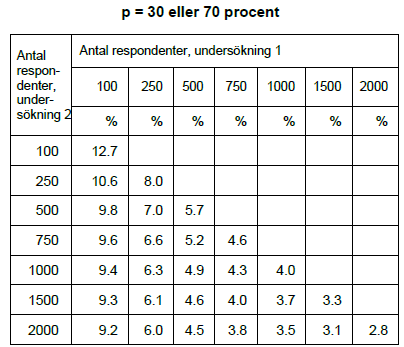 p = 30 eller 70 procent
Antal respondenter, undersökning 1
Antal
respon-
denter,
under-
sökning 2
100 250 500 750 1000 1500 2000
% % % % % % %
100 12.7
250 10.6 8.0
500 9.8 7.0 5.7
750 9.6 6.6 5.2 4.6
1000 9.4 6.3 4.9 4.3 4.0
1500 9.3 6.1 4.6 4.0 3.7 3.3
2000 9.2 6.0 4.5 3.8 3.5 3.1 2.8